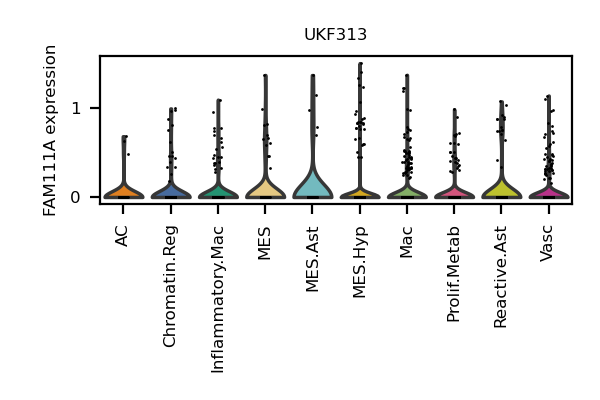 UKF313
FAM111A expression
1
0
AC
Chromatin.Reg
Inflammatory.Mac
MES
MES.Ast
MES.Hyp
Mac
Prolif.Metab
Reactive.Ast
Vasc